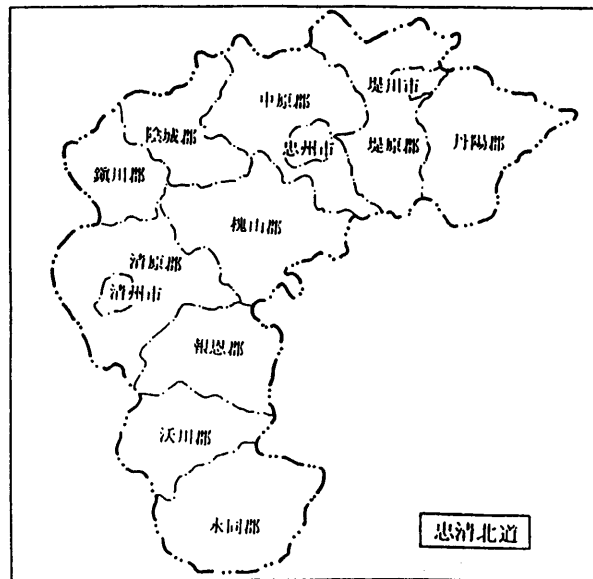 堤川市
中原郡
陰城郡
忠州市
堤原郡
丹陽郡
鎭川郡
槐山郡
淸原郡
淸州市
報恩郡
沃川郡
永同郡
忠淸北道